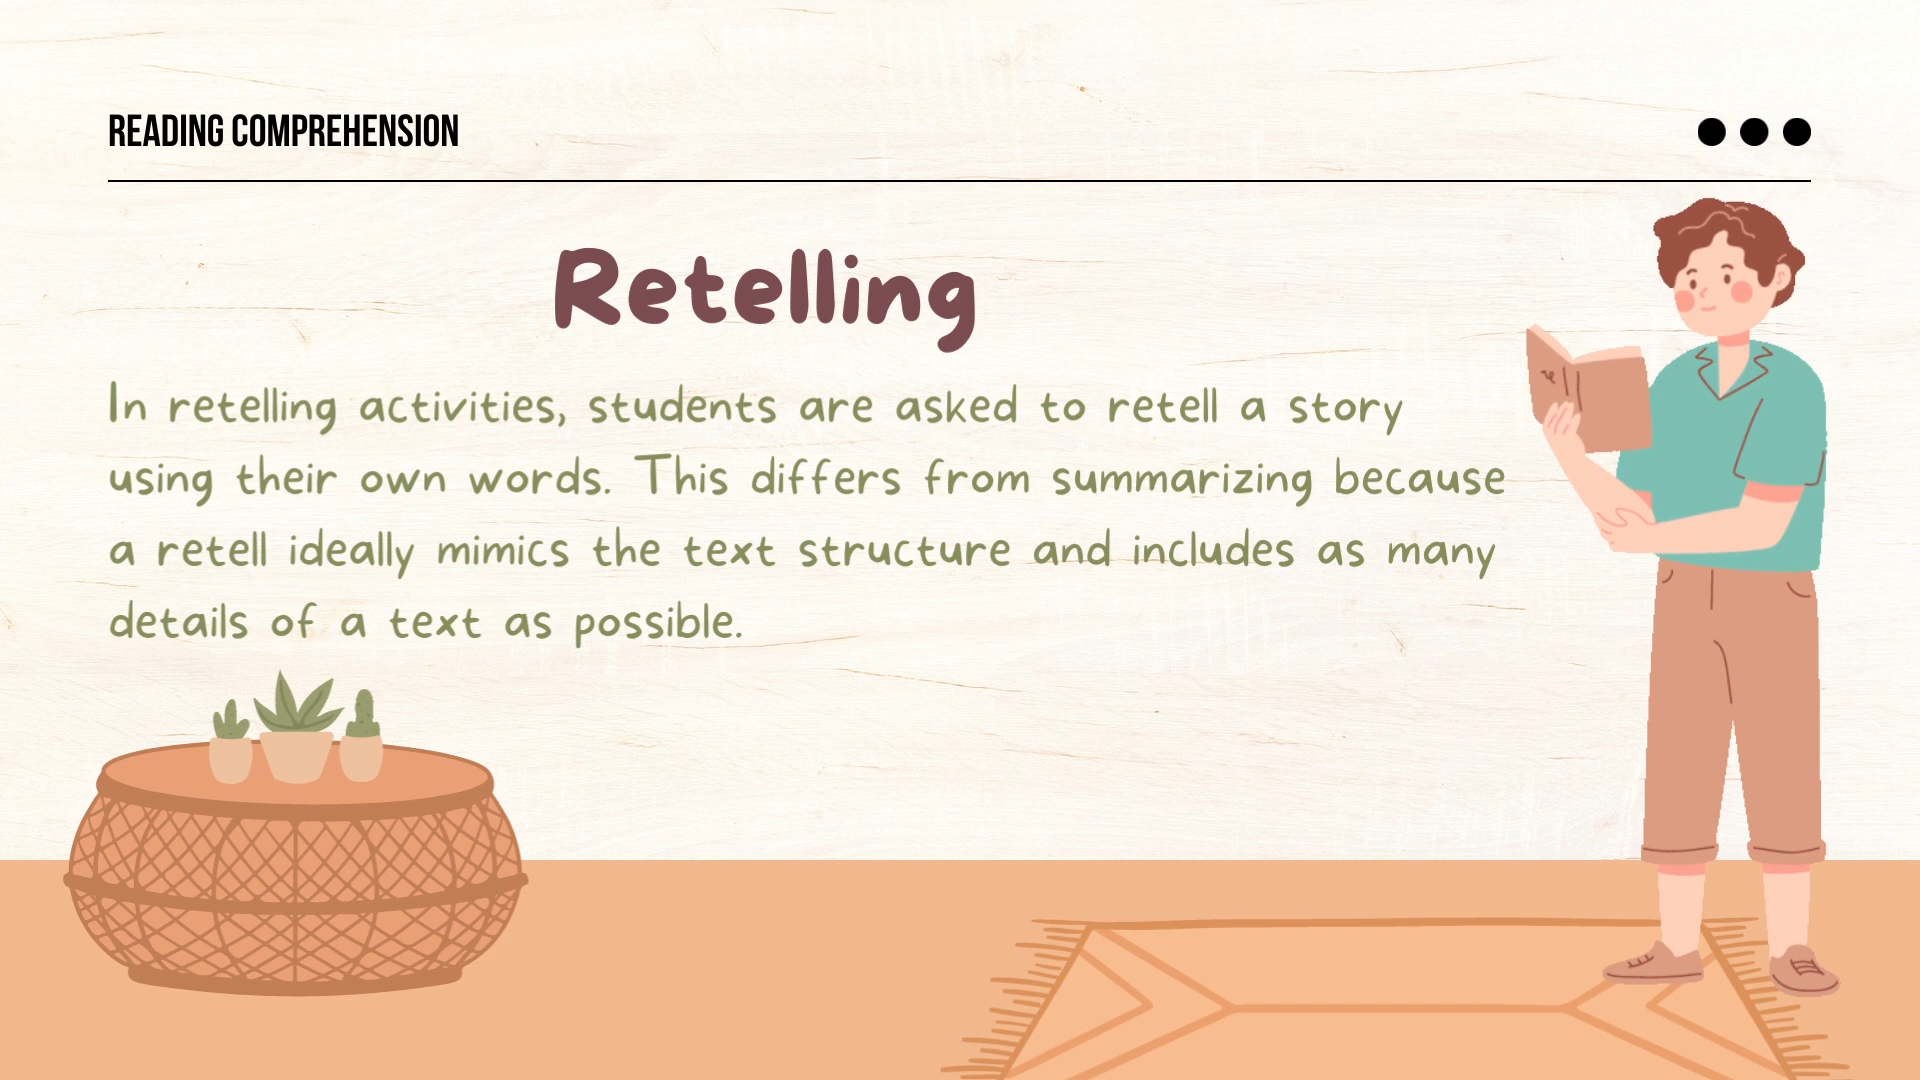 READING COMPREHENSION
Retelling
In retelling activities, students are asked to retell a story
using their own words. This differs from summarizing because
a retell ideally mimics the text structure and includes as many
details of a text as possible.